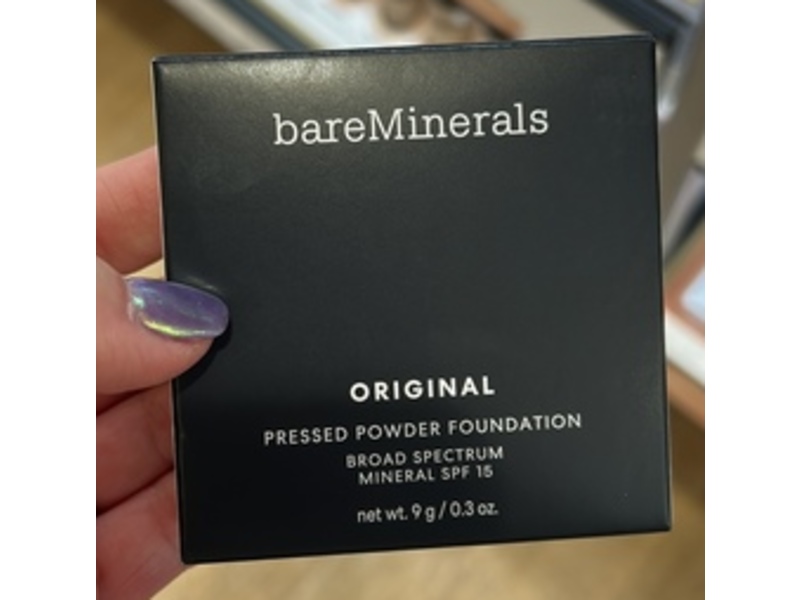 bareMinerals
ORIGINAL
PRESSED POWDER FOUNDATION
BROAD SPECTRUM
MINERAL SPF 15
net wt. 9 g / 0.3 oz.